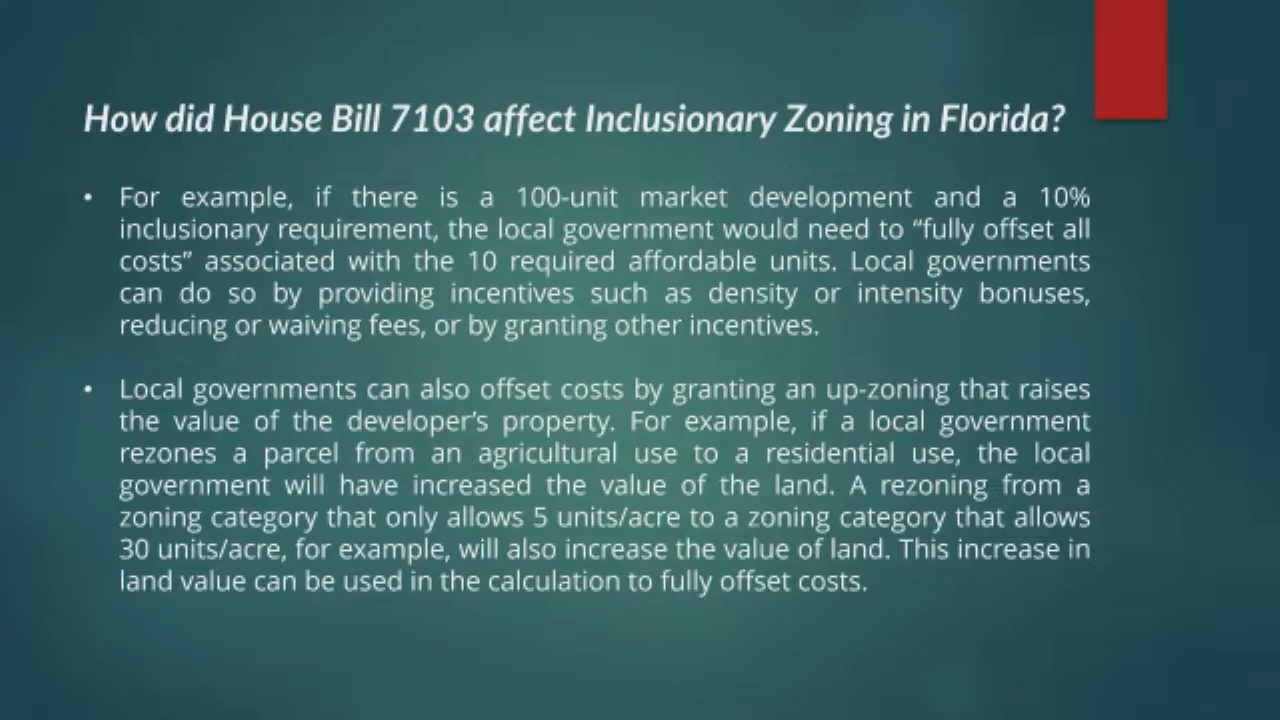 How did House Bill 7103 affect Inclusionary Zoning in Florida?
• For example, if there is a 100-unit market development and a 10%
inclusionary requirement, the local government would need to “fully offset all
costs” associated with the 10 required affordable units. Local governments
can do so by providing incentives such as density or intensity bonuses,
reducing or waiving fees, or by granting other incentives.
• Local governments can also offset costs by granting an up-zoning that raises
the value of the developer’s property. For example, if a local government
rezones a parcel from an agricultural use to a residential use, the local
government will have increased the value of the land. A rezoning from a
zoning category that only allows 5 units/acre to a zoning category that allows
30 units/acre, for example, will also increase the value of land. This increase in
land value can be used in the calculation to fully offset costs.